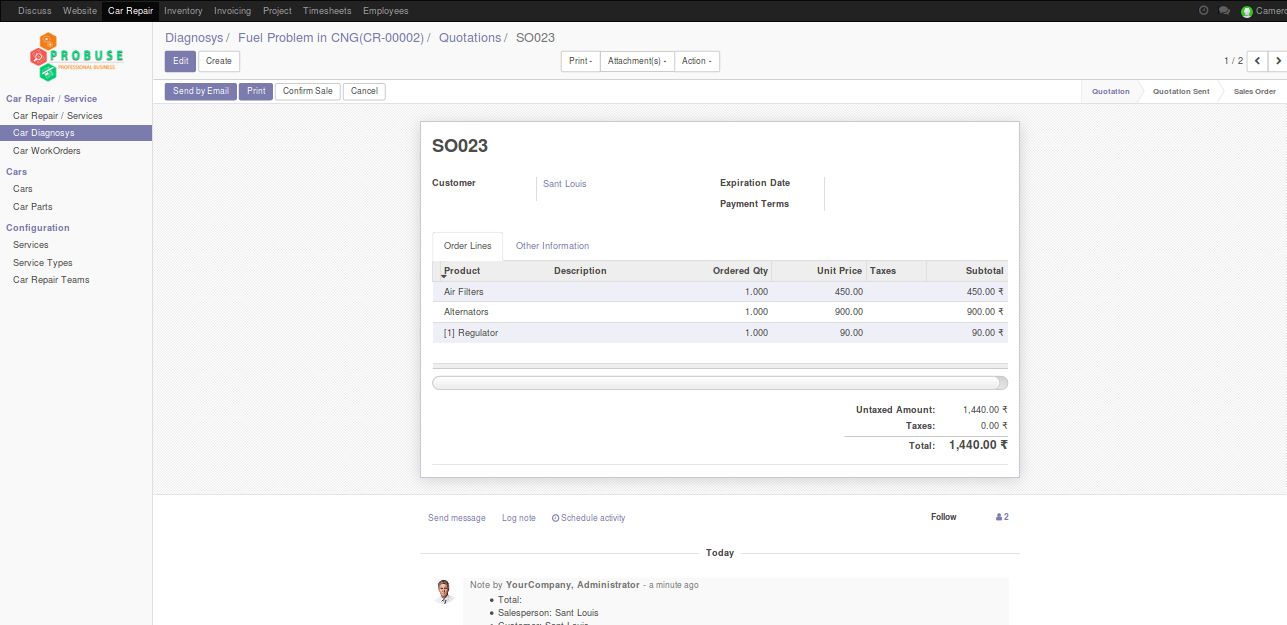 Discuss Website Car Repair Inventory Invoicing Project Timesheets Employees
PROBUSE
PROFESSIONAL BUSINESS
Diagnosys / Fuel Problem in CNG(CR-00002) / Quotations / SO023
Edit Create Print Attachment(s) Action 1 / 2
Send by Email Print Confirm Sale Cancel Quotation Quotation Sent Sales Order
Car Repair / Service
Car Repair / Services
Car Diagnosys
Car WorkOrders
Cars
Cars
Car Parts
Configuration
Services
Service Types
Car Repair Teams
SO023
Customer Sant Louis Expiration Date
Payment Terms
Order Lines Other Information
Product Description Ordered Qty Unit Price Taxes Subtotal
Air Filters 1.000 450.00 450.00 ₹
Alternators 1.000 900.00 900.00 ₹
[1] Regulator 1.000 90.00 90.00 ₹
Untaxed Amount: 1,440.00 ₹
Taxes: 0.00 ₹
Total: 1,440.00 ₹
Send message Log note Schedule activity Follow 2
Today
Note by YourCompany, Administrator - a minute ago
• Total:
• Salesperson: Sant Louis